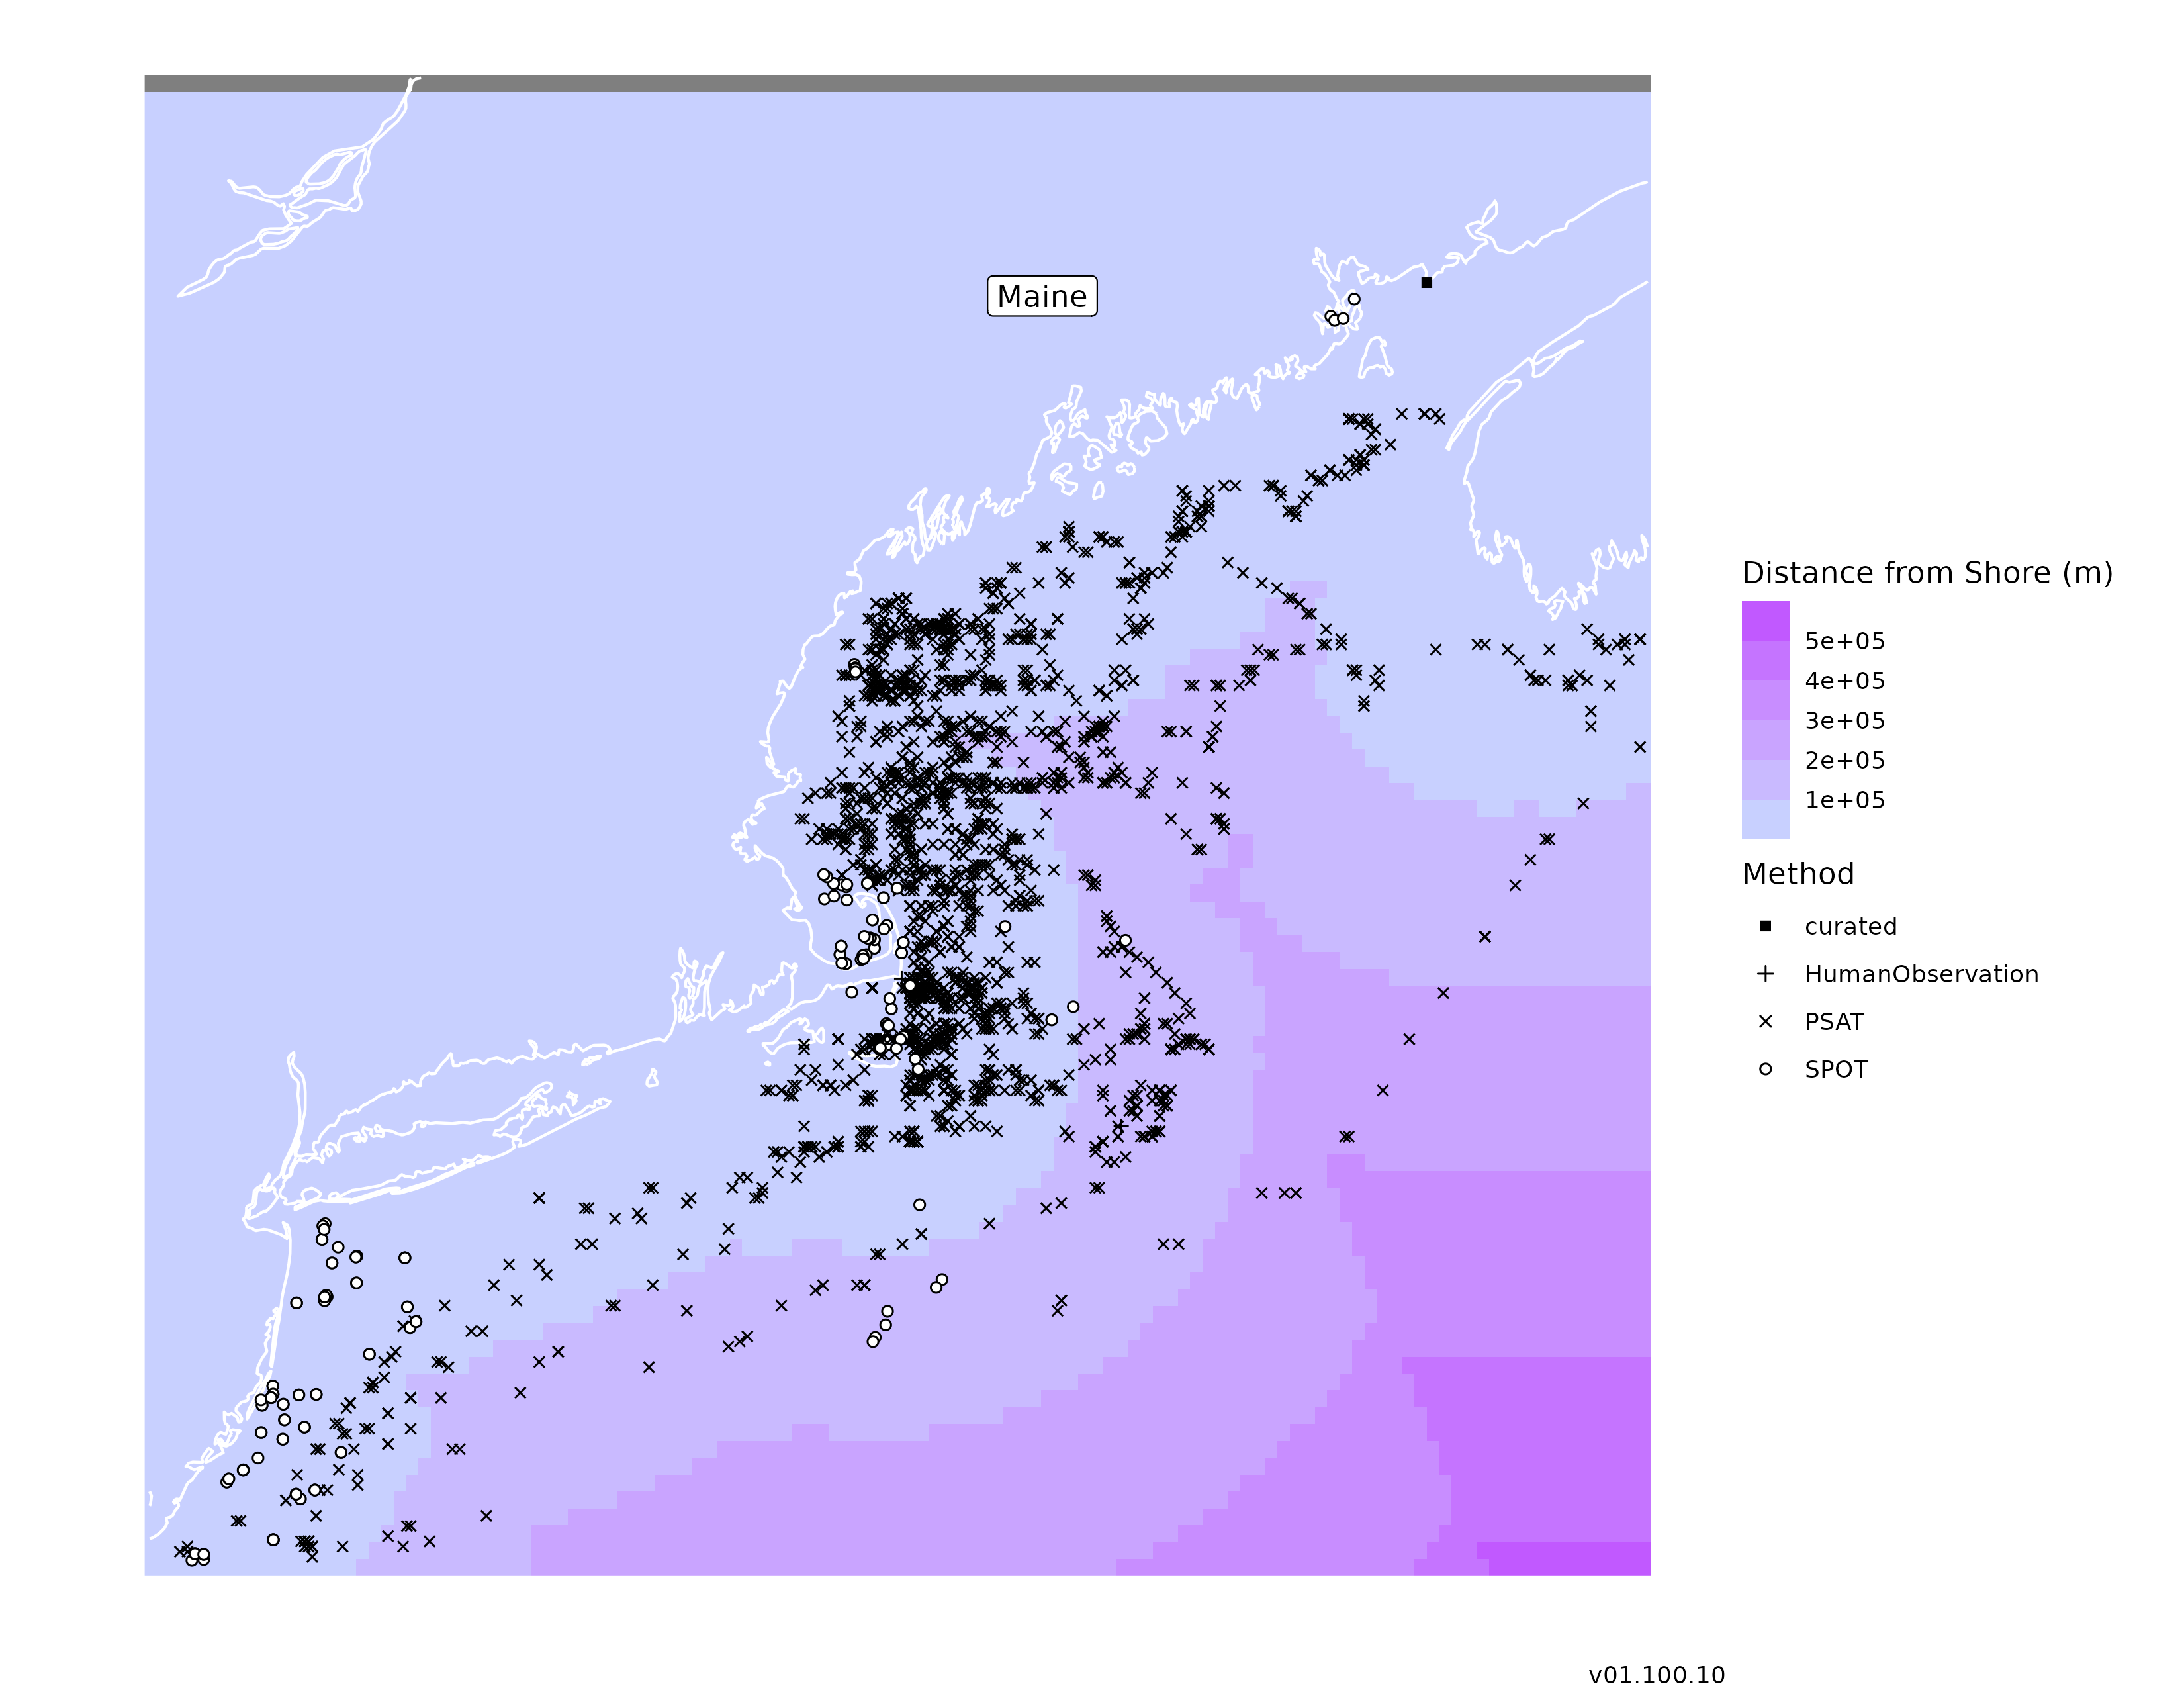 Maine
Distance from Shore (m)
5e+05
4e+05
3e+05
2e+05
1e+05
Method
curated
HumanObservation
PSAT
SPOT
v01.100.10